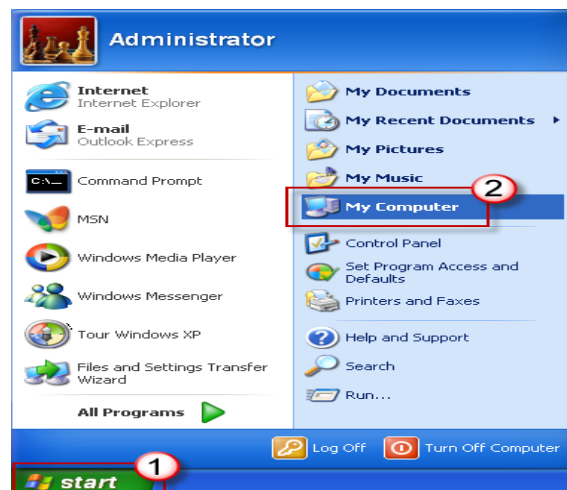 Administrator
Internet
Internet Explorer
E-mail
Outlook Express
C:\_
Command Prompt
MSN
Windows Media Player
Windows Messenger
Tour Windows XP
Files and Settings Transfer
Wizard
All Programs
My Documents
My Recent Documents
My Pictures
My Music
2
My Computer
Control Panel
Set Program Access and
Defaults
Printers and Faxes
Help and Support
Search
Run...
Log Off
Turn Off Computer
1
start